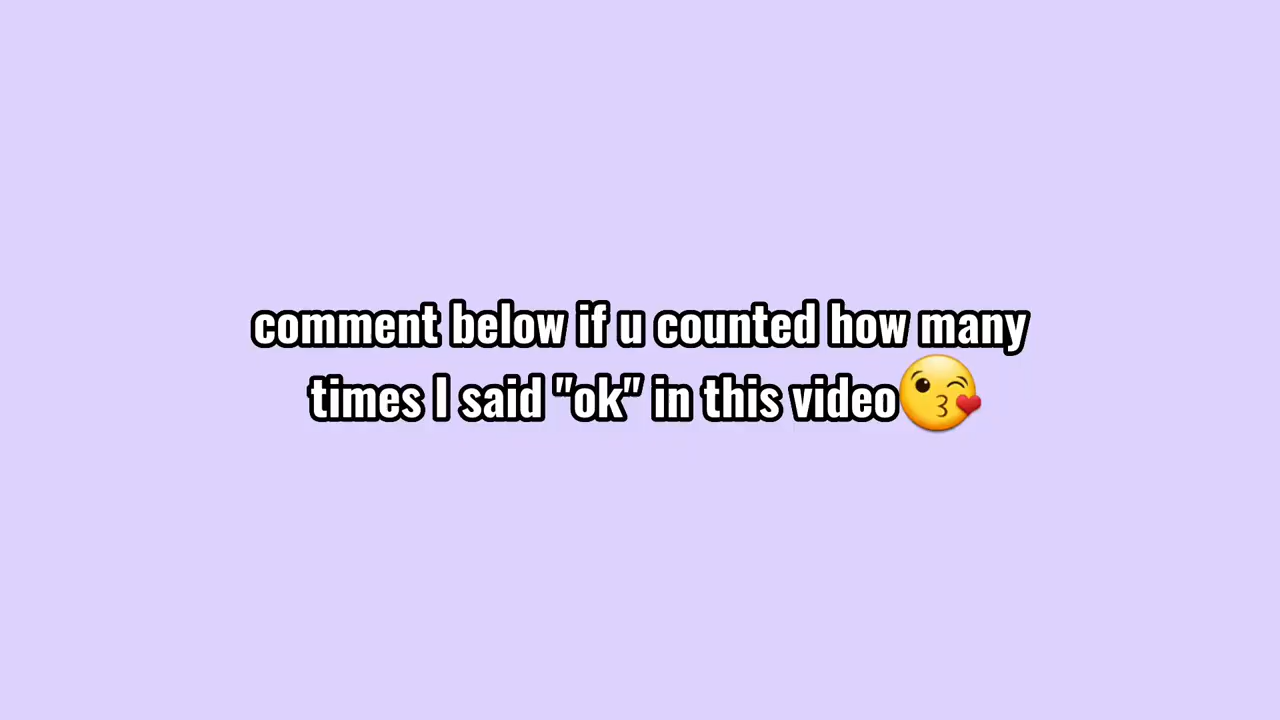 comment below if u counted how many
times I said "ok" in this video😘